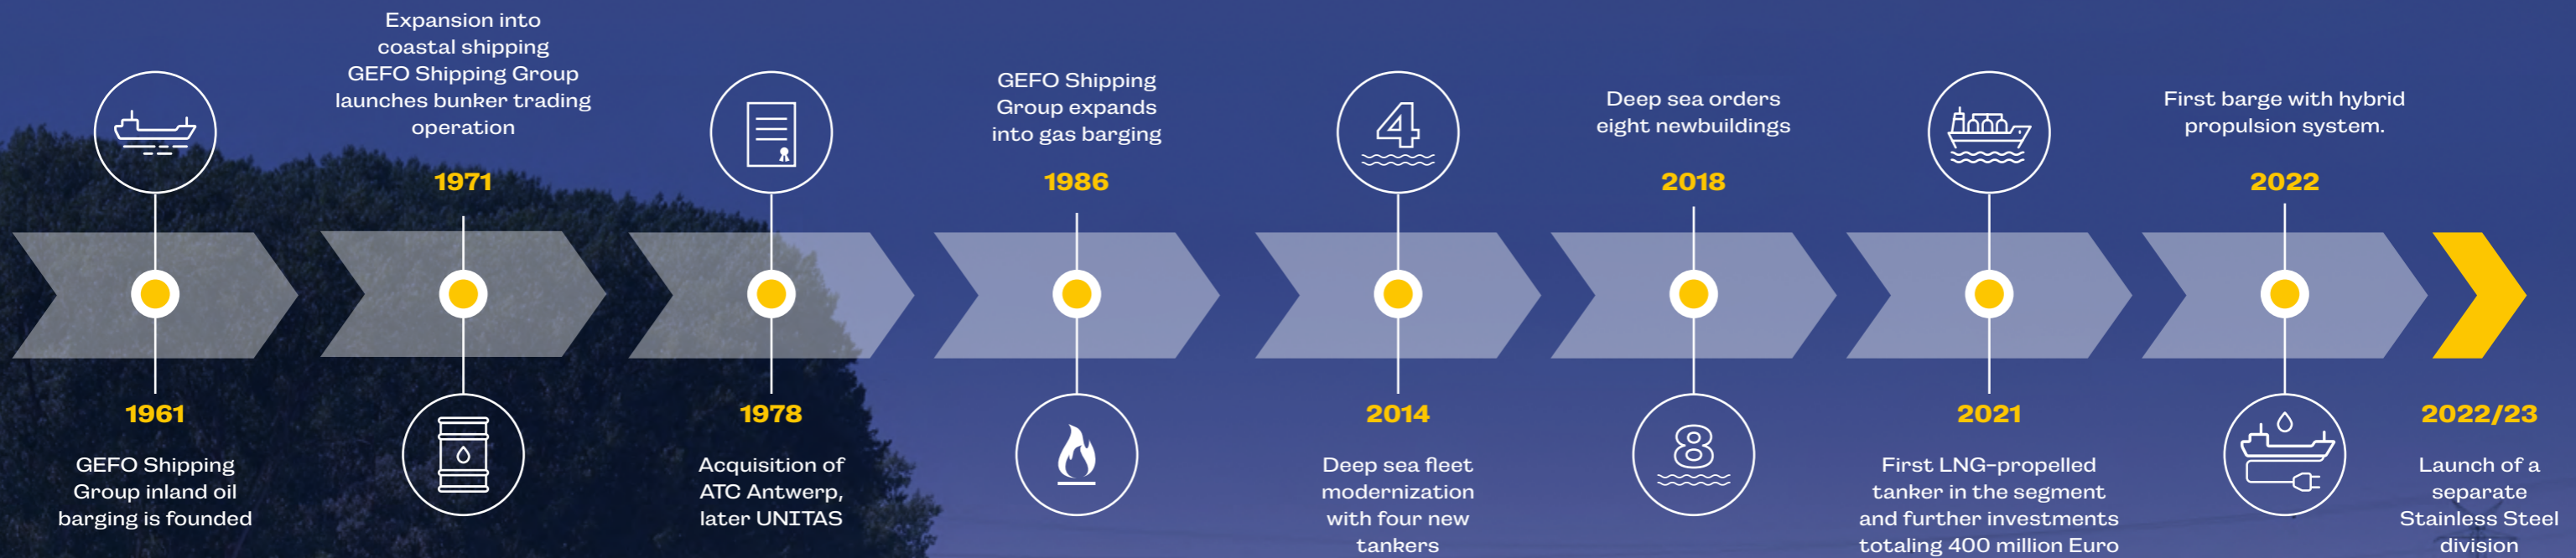 GEFO Shipping
Group inland oil
barging is founded
1961
Expansion into
coastal shipping
GEFO Shipping Group
launches bunker trading
operation
1971
1978
Acquisition of
ATC Antwerp,
later UNITAS
GEFO Shipping
Group expands
into gas barging
1986
4
2014
Deep sea fleet
modernization
with four new
tankers
Deep sea orders
eight newbuildings
2018
8
2021
First LNG-propelled
tanker in the segment
and further investments
totaling 400 million Euro
First barge with hybrid
propulsion system.
2022
2022/23
Launch of a
separate
Stainless Steel
division